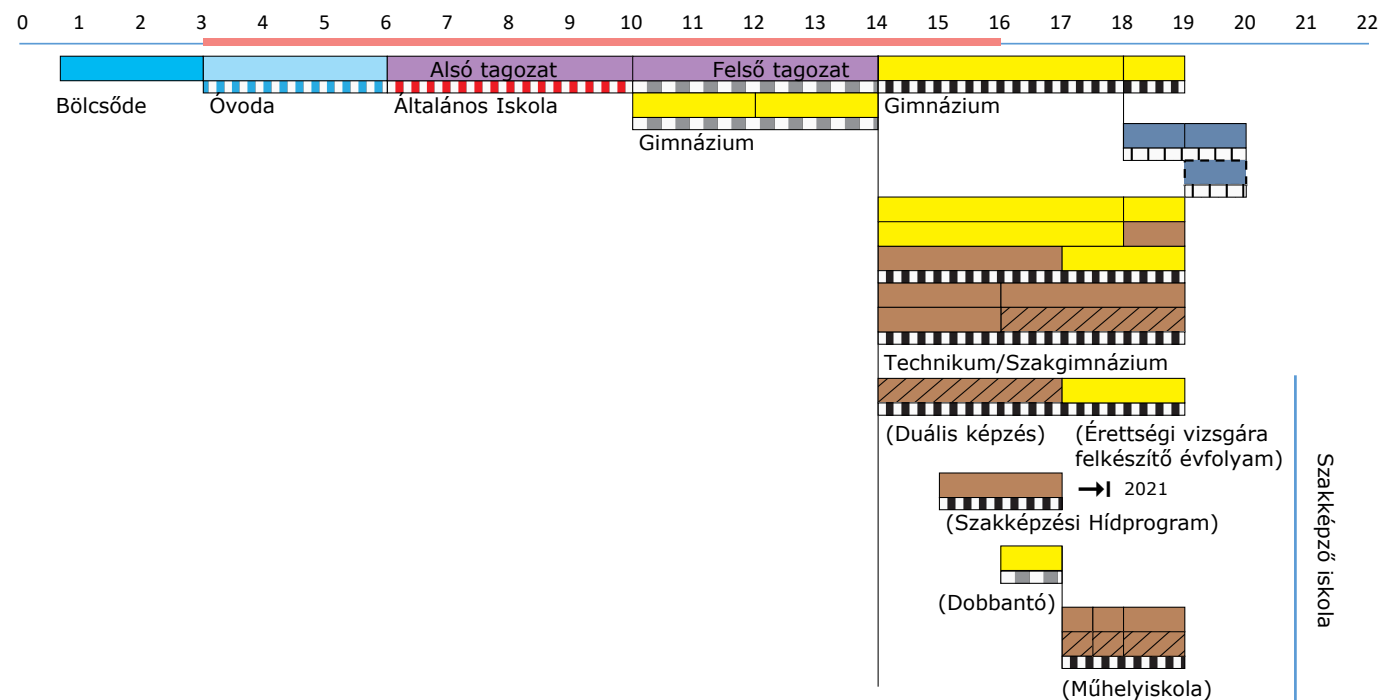 0 1 2 3 4 5 6 7 8 9 10 11 12 13 14 15 16 17 18 19 20 21 22
Alsó tagozat Felső tagozat
Bölcsőde Óvoda Általános Iskola Gimnázium
Gimnázium
Technikum/Szakgimnázium
(Duális képzés) (Érettségi vizsgára
felkészítő évfolyam)
2021
(Szakképzési Hídprogram)
(Dobbantó)
(Műhelyiskola)
Szakképző iskola